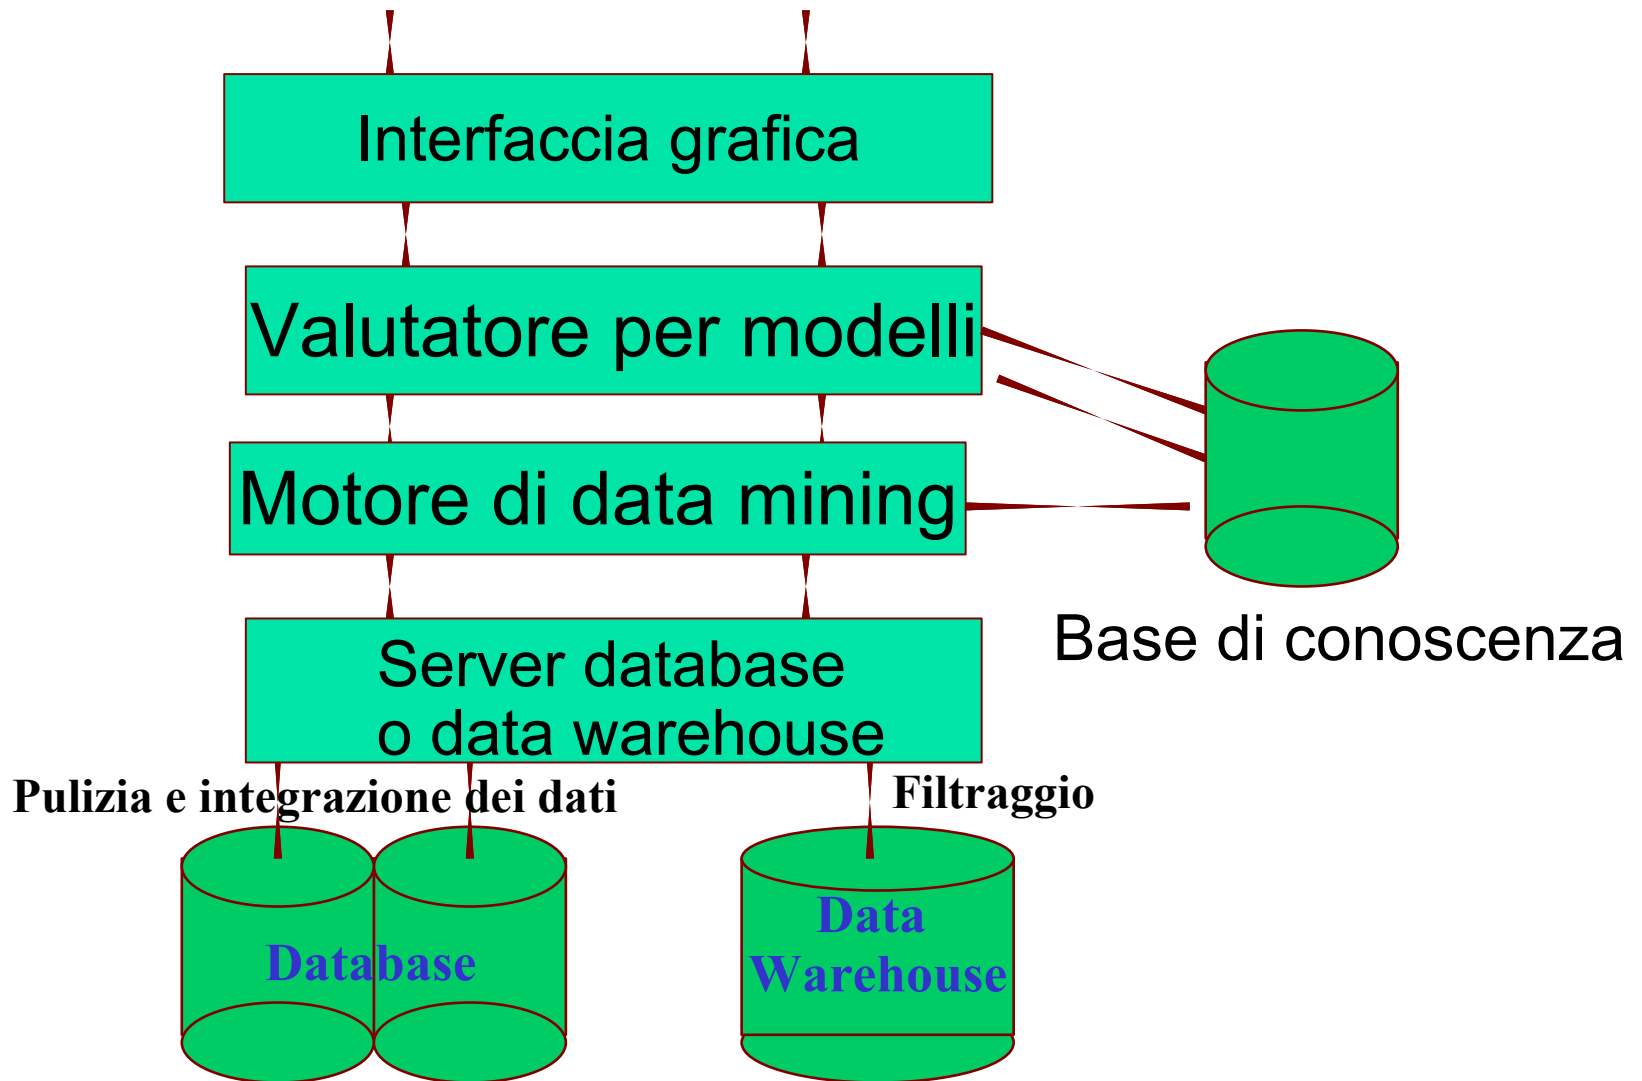 Interfaccia grafica
Valutatore per modelli
Motore di data mining
Base di conoscenza
Server database
o data warehouse
Pulizia e integrazione dei dati
Filtraggio
Database
Data
Warehouse